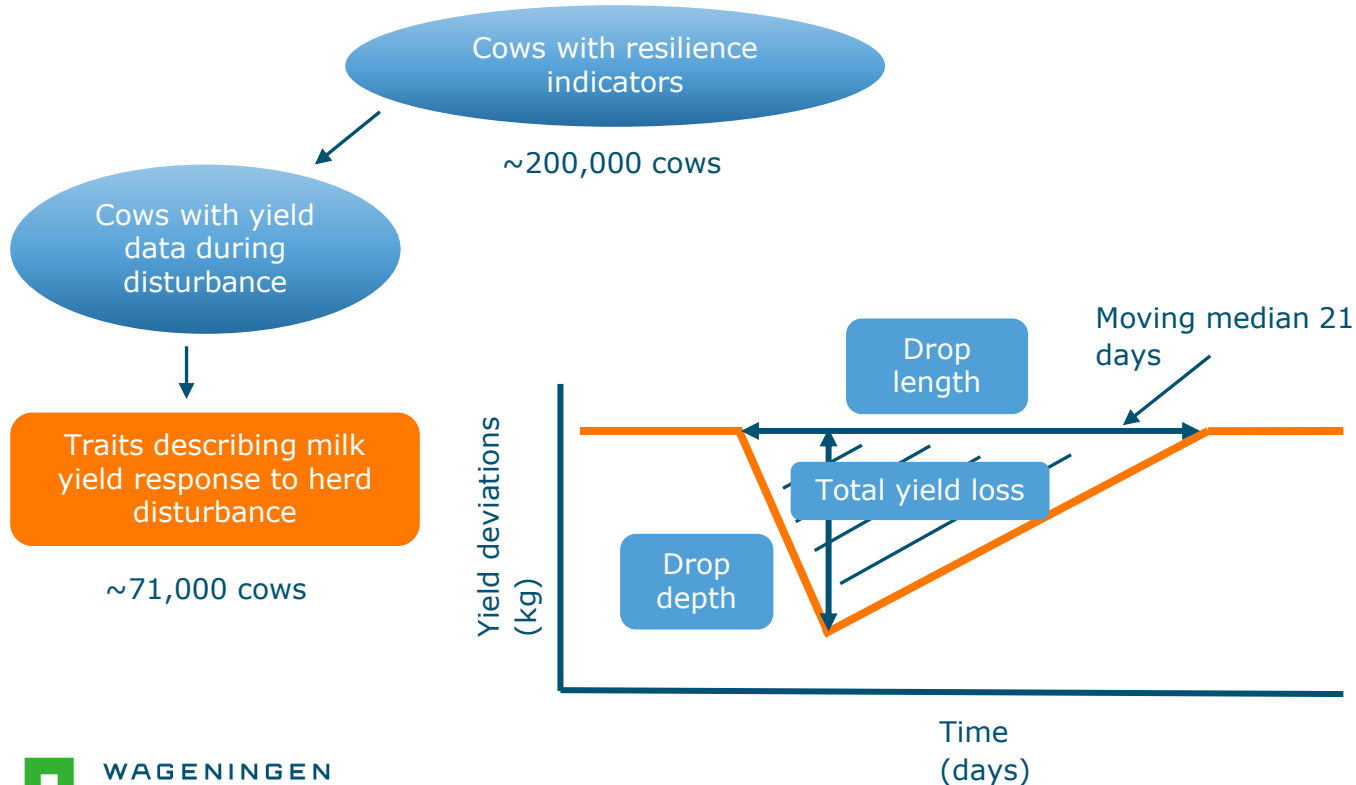 Cows with resilience
indicators
~200,000 cows
Cows with yield
data during
disturbance
Traits describing milk
yield response to herd
disturbance
~71,000 cows
Moving median 21
days
Drop
length
Total yield loss
Drop
depth
Yield deviations
(kg)
Time
(days)
WAGENINGEN